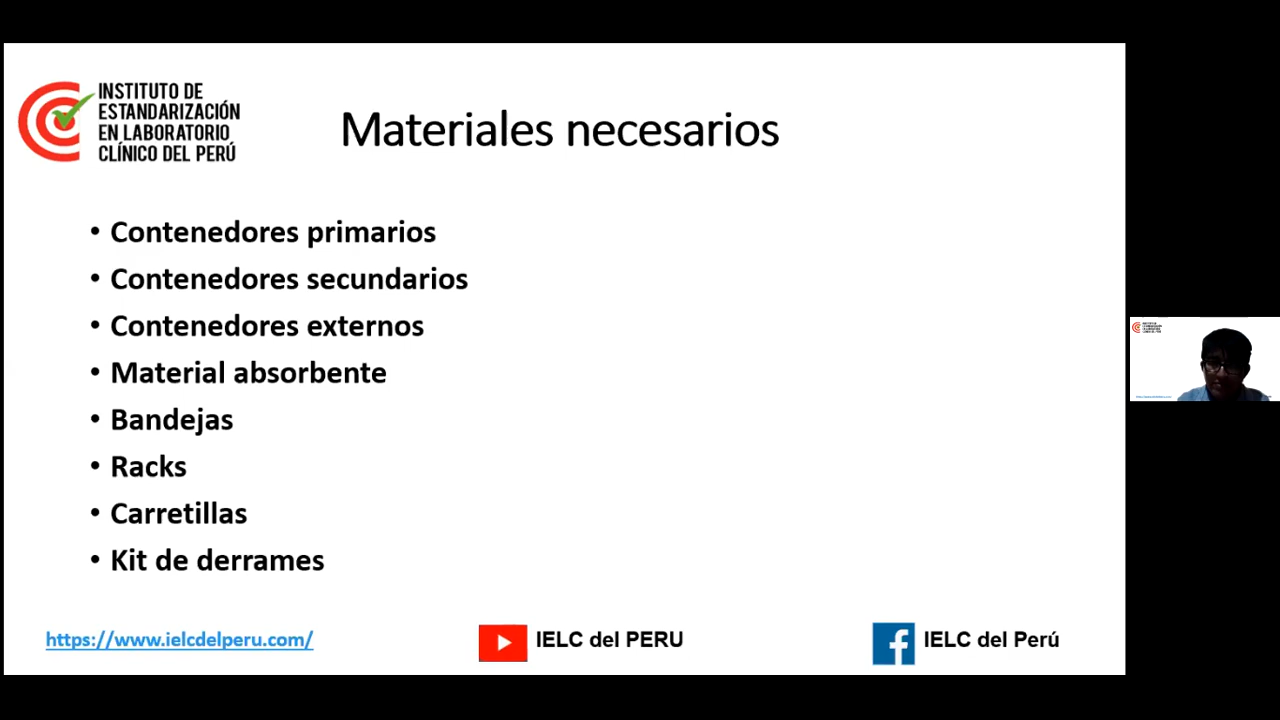 INSTITUTO DE
ESTANDARIZACIÓN
EN LABORATORIO
CLÍNICO DEL PERÚ
Materiales necesarios
• Contenedores primarios
• Contenedores secundarios
• Contenedores externos
• Material absorbente
• Bandejas
• Racks
• Carretillas
• Kit de derrames
https://www.ielcdelperu.com/
IELC del PERU
IELC del Perú